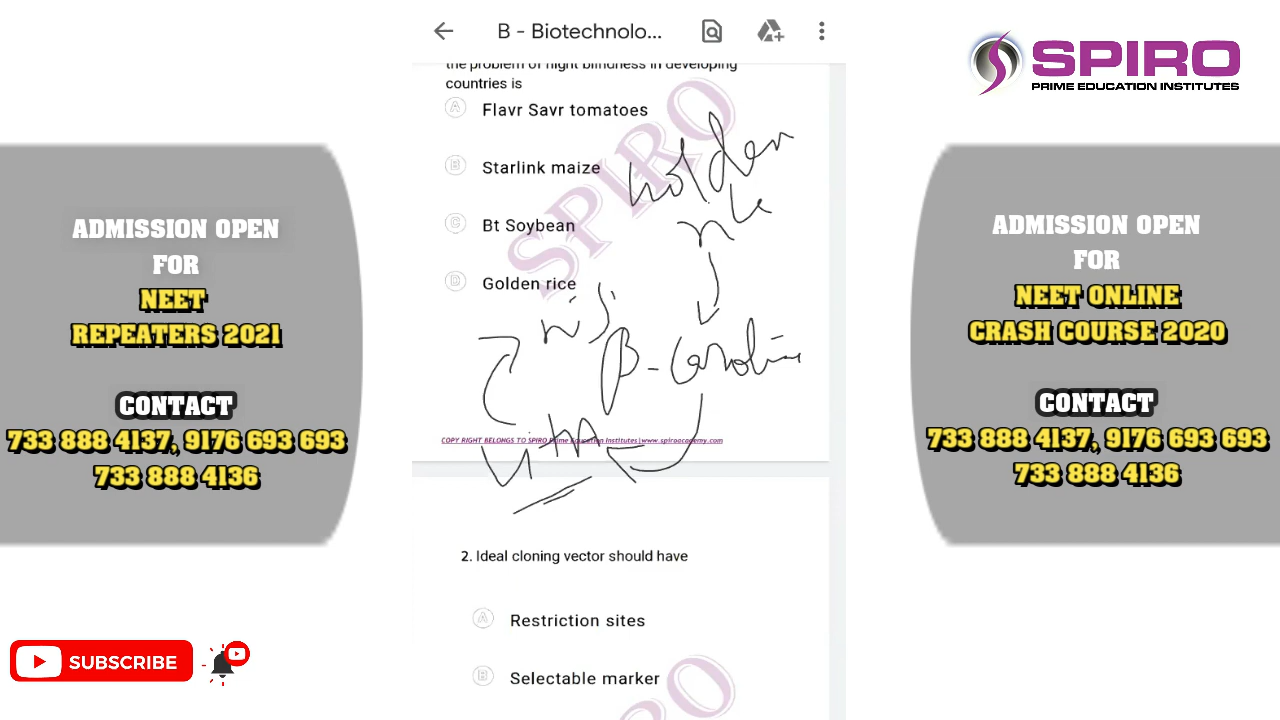 B - Biotechnolo...
SPIRO
PRIME EDUCATION INSTITUTES
the problem of night blindness in developing
countries is
A Flavr Savr tomatoes
B Starlink maize
C Bt Soybean
D Golden rice
Golden
rice
β-carotine
vitA
COPY RIGHT BELONGS TO SPIRO Prime Education Institutes|www.spiroacademy.com
2. Ideal cloning vector should have
A Restriction sites
B Selectable marker
SPIRO
SPIRO
ADMISSION OPEN
FOR
NEET
REPEATERS 2021
CONTACT
733 888 4137, 9176 693 693
733 888 4136
ADMISSION OPEN
FOR
NEET ONLINE
CRASH COURSE 2020
CONTACT
733 888 4137, 9176 693 693
733 888 4136
SUBSCRIBE